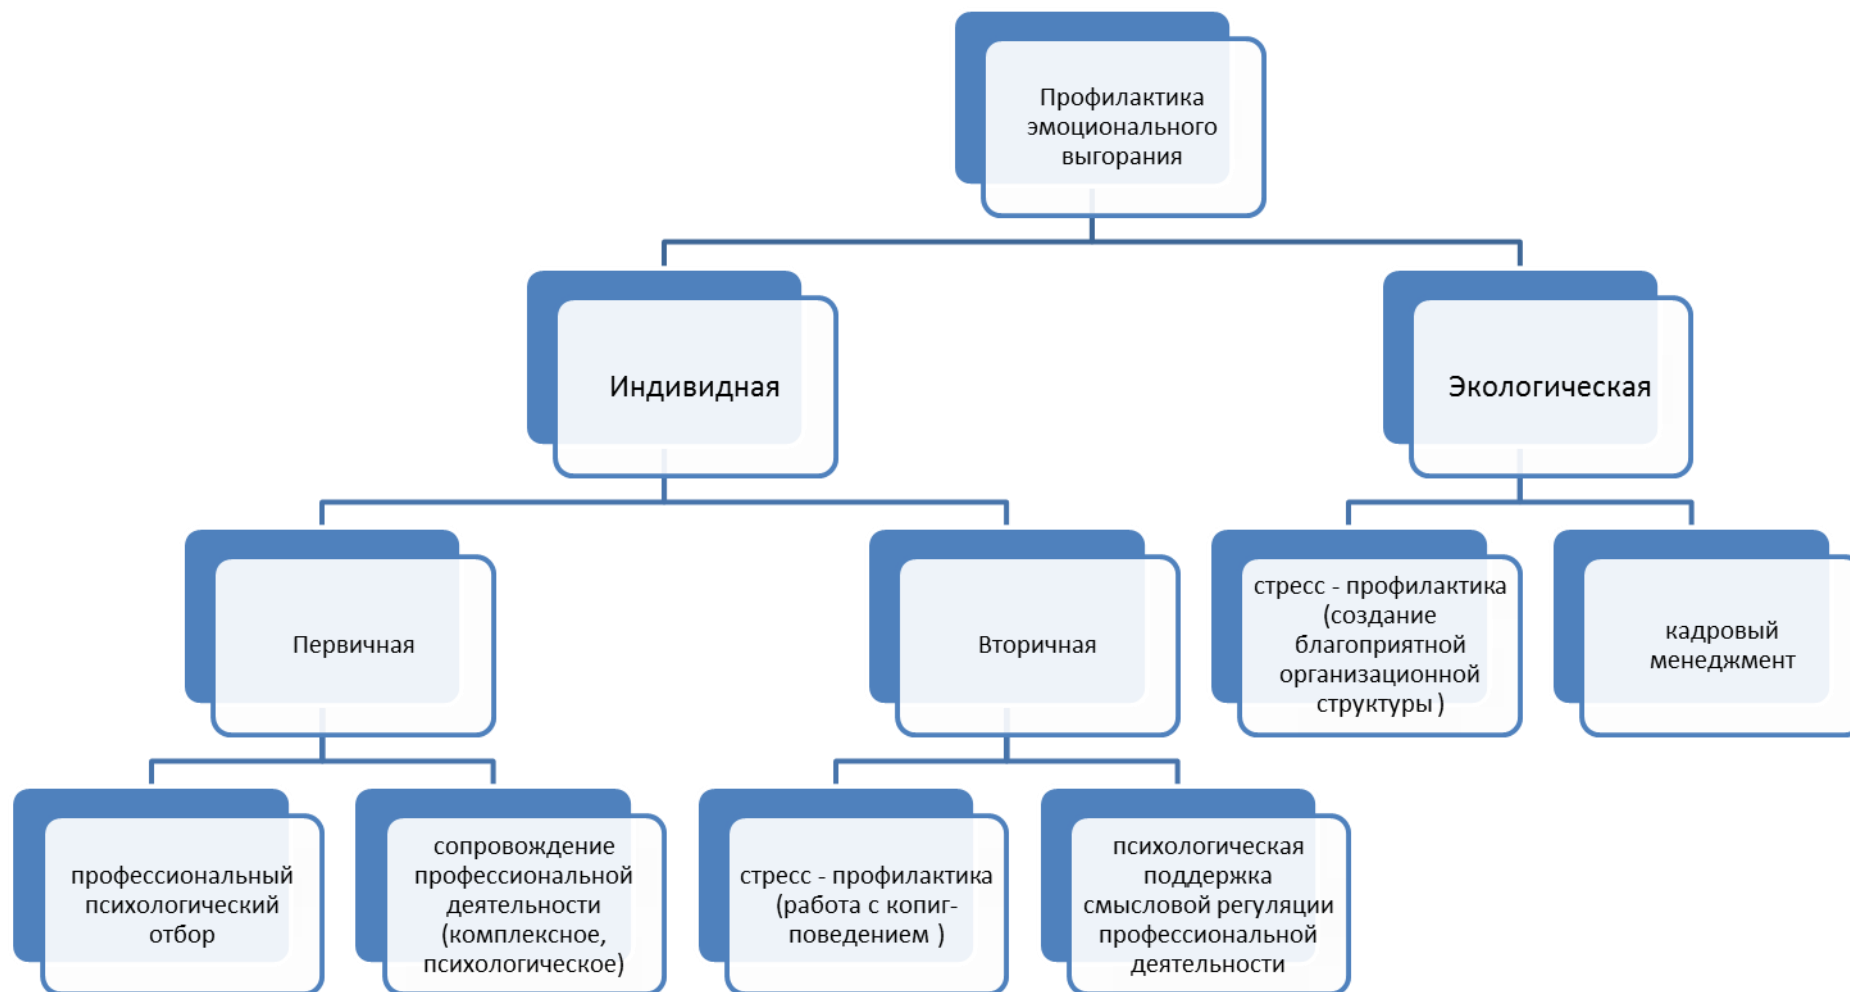 Профилактика
эмоционального
выгорания
Индивидная
Экологическая
Первичная
Вторичная
стресс - профилактика
(создание
благоприятной
организационной
структуры )
кадровый
менеджмент
профессиональный
психологический
отбор
сопровождение
профессиональной
деятельности
(комплексное,
психологическое)
стресс - профилактика
(работа с копиг-
поведением )
психологическая
поддержка
смысловой регуляции
профессиональной
деятельности